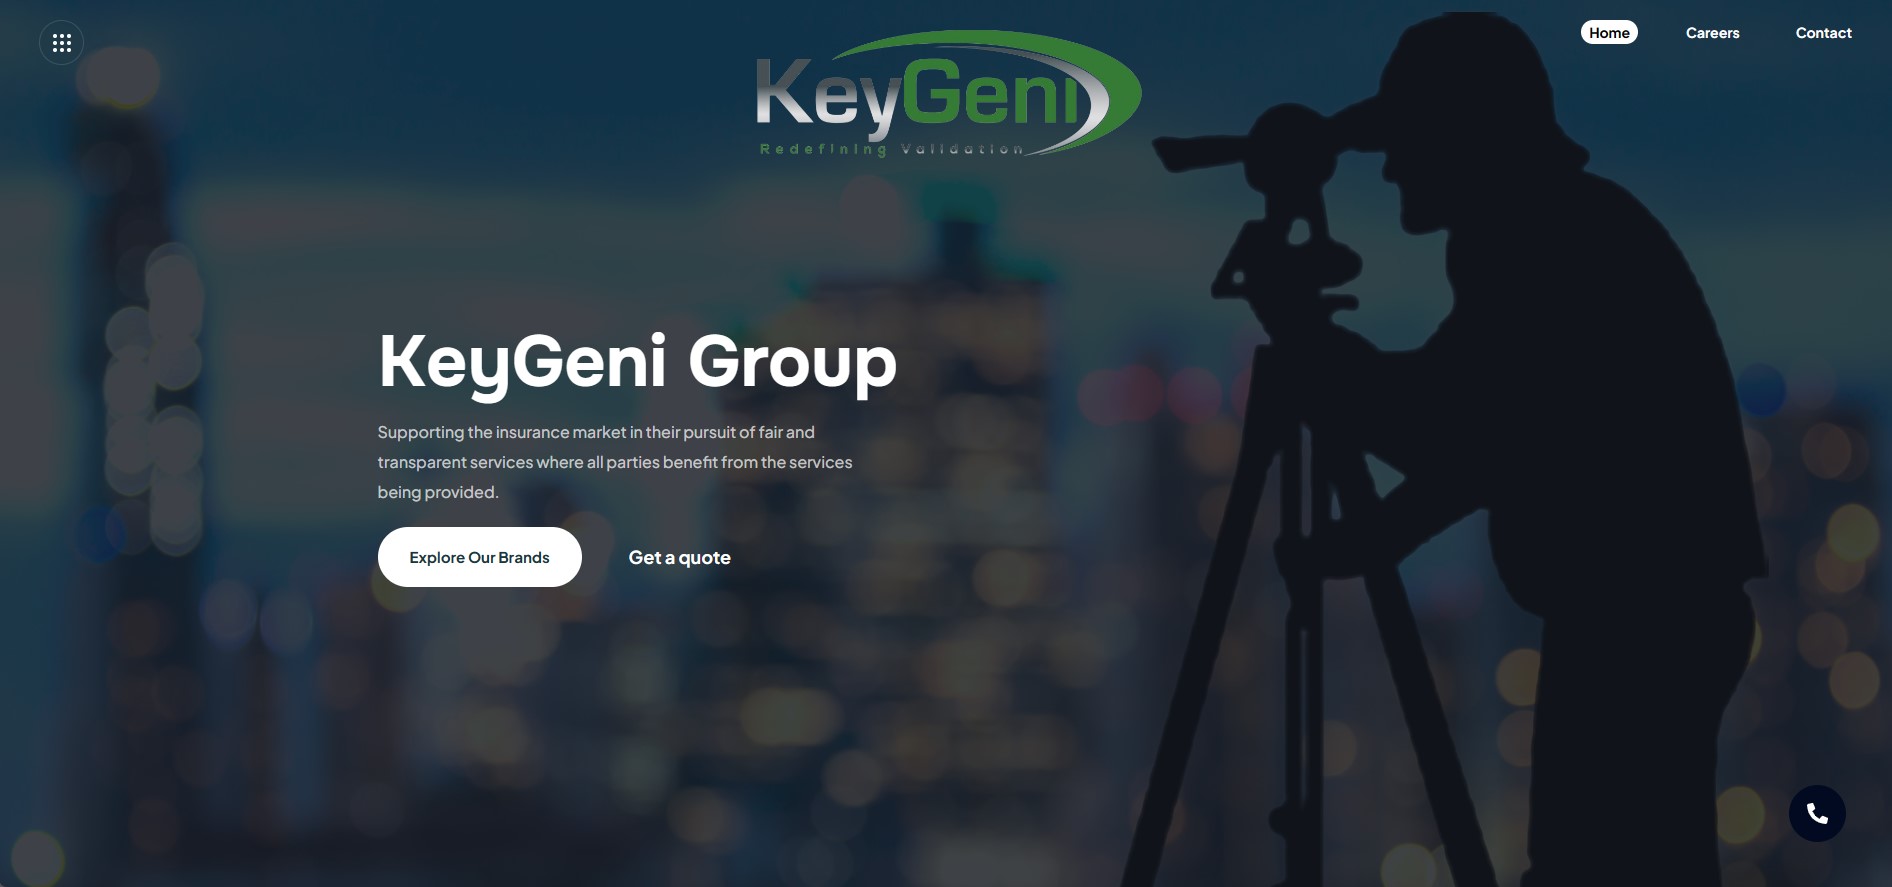 Home
Careers
Contact
KeyGeni
Redefining Validation
KeyGeni Group
Supporting the insurance market in their pursuit of fair and
transparent services where all parties benefit from the services
being provided.
Explore Our Brands
Get a quote